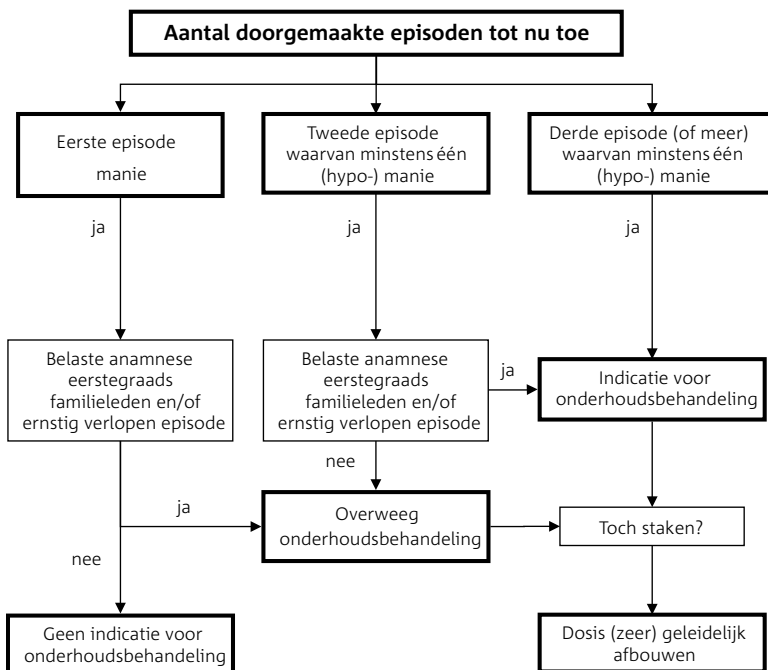 Aantal doorgemaakte episoden tot nu toe
Eerste episode
manie
Tweede episode
waarvan minstens één
(hypo-) manie
Derde episode (of meer)
waarvan minstens één
(hypo-) manie
ja
ja
ja
Belaste anamnese
eerstegraads
familieleden en/of
ernstig verlopen episode
Belaste anamnese
eerstegraads
familieleden en/of
ernstig verlopen episode
ja
Indicatie voor
onderhoudsbehandeling
nee
ja
Overweeg
onderhoudsbehandeling
Toch staken?
nee
Geen indicatie voor
onderhoudsbehandeling
Dosis (zeer) geleidelijk
afbouwen